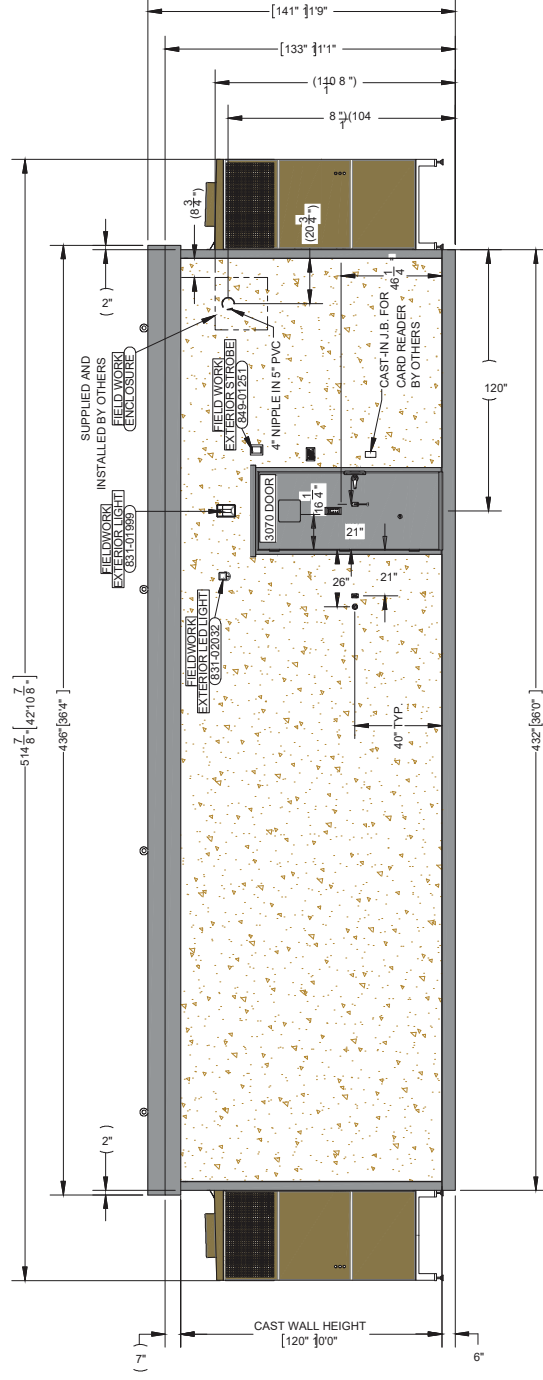 [141" ]11'9"
[133" ]11'1"
(110 1/8 ")
(104 1/8 ")
514 7/8 " [42'10 7/8 " ]
436" [36'4" ]
( 2" )
( 2" )
(8 3/4 ")
(20 3/4 ")
46 1/4 "
SUPPLIED AND
INSTALLED BY OTHERS
FIELD WORK
ENCLOSURE
FIELDWORK
EXTERIOR LIGHT
831-01999
FIELD WORK
EXTERIOR STROBE
849-01251
4" NIPPLE IN 5" PVC
FIELDWORK
EXTERIOR LED LIGHT
831-02032
3070 DOOR
16 1/4 "
21"
26"
21"
40" TYP.
CAST-IN J.B. FOR
CARD READER
BY OTHERS
( 120" )
432" [36'0" ]
CAST WALL HEIGHT
[120" ]10'0"
( 7" )
6"